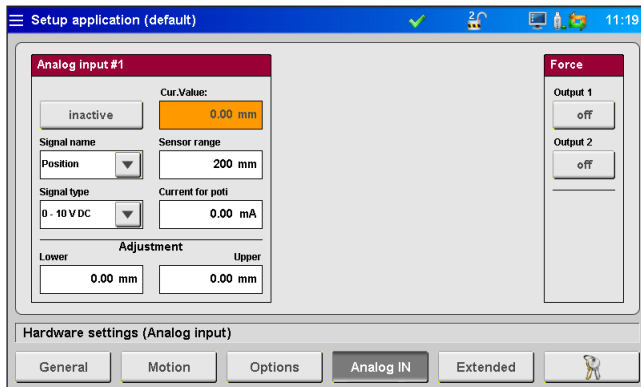 Setup application (default)
2
11:19
Analog input #1
Cur.Value:
inactive
0.00 mm
Signal name
Sensor range
Position
200 mm
Signal type
Current for poti
0 - 10 V DC
0.00 mA
Adjustment
Lower
Upper
0.00 mm
0.00 mm
Force
Output 1
off
Output 2
off
Hardware settings (Analog input)
General
Motion
Options
Analog IN
Extended